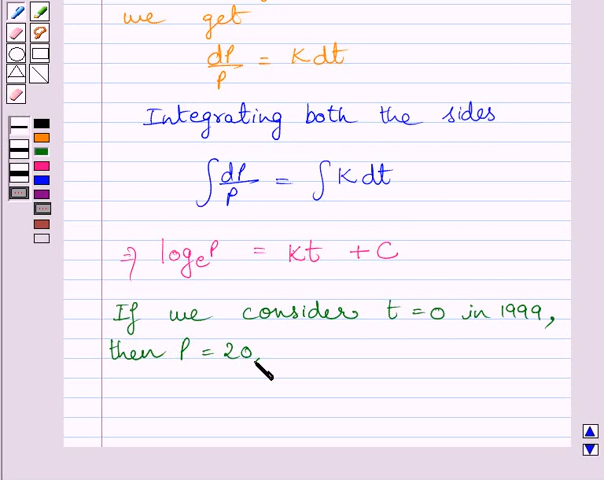 we get
dP/P = Kdt
Integrating both the sides
∫ dP/P = ∫ K dt
⇒ logₑP = Kt + C
If we consider t = 0 in 1999,
then P = 20,